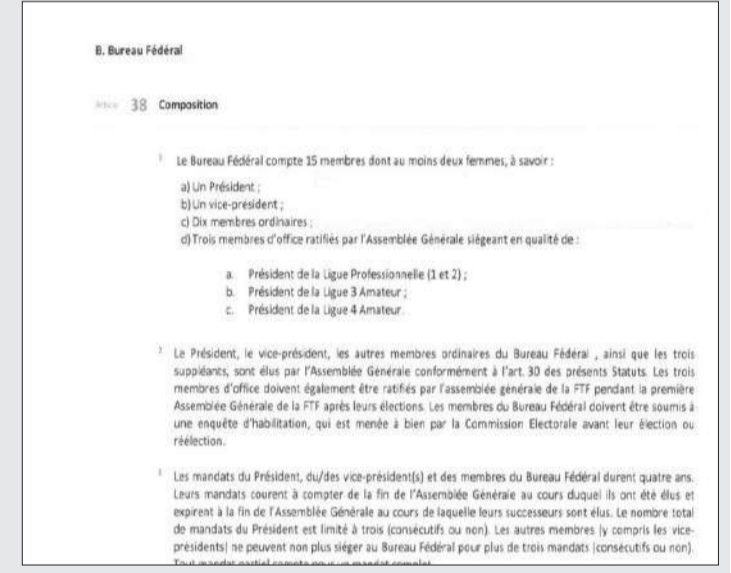 B. Bureau Fédéral
Article 38 Composition
1 Le Bureau Fédéral compte 15 membres dont au moins deux femmes, à savoir :
a) Un Président ;
b) Un vice-président ;
c) Dix membres ordinaires ;
d) Trois membres d'office ratifiés par l'Assemblée Générale siégeant en qualité de :
a. Président de la Ligue Professionnelle (1 et 2) ;
b. Président de la Ligue 3 Amateur ;
c. Président de la Ligue 4 Amateur.
2 Le Président, le vice-président, les autres membres ordinaires du Bureau Fédéral , ainsi que les trois
suppléants, sont élus par l'Assemblée Générale conformément à l'art. 30 des présents Statuts. Les trois
membres d'office doivent également être ratifiés par l'assemblée générale de la FTF pendant la première
Assemblée Générale de la FTF après leurs élections. Les membres du Bureau Fédéral doivent être soumis à
une enquête d'habilitation, qui est menée à bien par la Commission Electorale avant leur élection ou
réélection.
3 Les mandats du Président, du/des vice-président(s) et des membres du Bureau Fédéral durent quatre ans.
Leurs mandats courent à compter de la fin de l'Assemblée Générale au cours duquel ils ont été élus et
expirent à la fin de l'Assemblée Générale au cours de laquelle leurs successeurs sont élus. Le nombre total
de mandats du Président est limité à trois (consécutifs ou non). Les autres membres (y compris les vice-
présidents) ne peuvent non plus siéger au Bureau Fédéral pour plus de trois mandats (consécutifs ou non).
Tout mandat partiel compte pour un mandat complet.